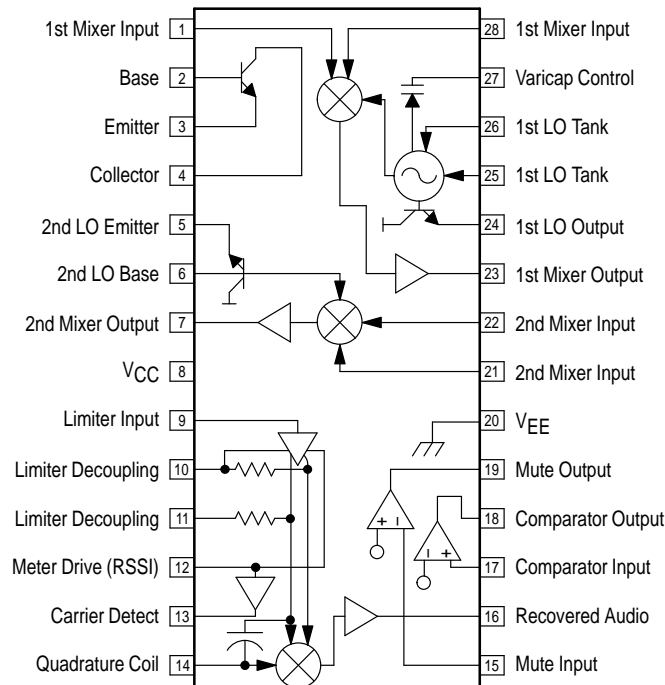 1st Mixer Input 1
Base 2
Emitter 3
Collector 4
2nd LO Emitter 5
2nd LO Base 6
2nd Mixer Output 7
VCC 8
Limiter Input 9
Limiter Decoupling 10
Limiter Decoupling 11
Meter Drive (RSSI) 12
Carrier Detect 13
Quadrature Coil 14
28 1st Mixer Input
27 Varicap Control
26 1st LO Tank
25 1st LO Tank
24 1st LO Output
23 1st Mixer Output
22 2nd Mixer Input
21 2nd Mixer Input
20 VEE
19 Mute Output
18 Comparator Output
17 Comparator Input
16 Recovered Audio
15 Mute Input
+ –
– +